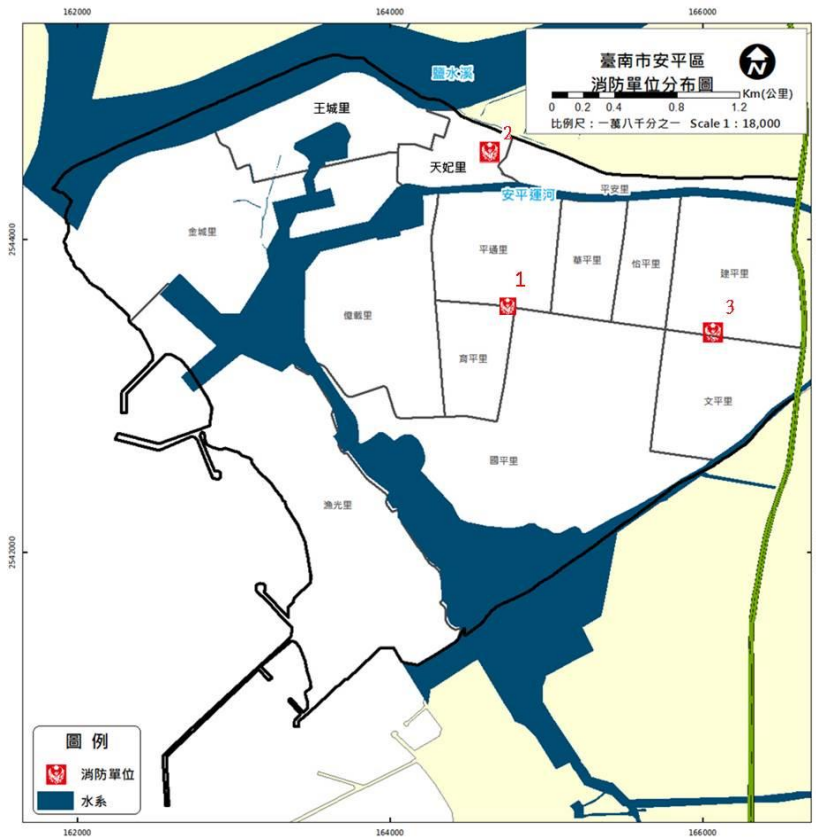 162000
164000
166000
臺南市安平區
消防單位分布圖
N
Km(公里)
0 0.2 0.4 0.8 1.2
比例尺：一萬八千分之一 Scale 1：18,000
鹽水溪
王城里
2
天妃里
平安里
安平運河
金城里
2544000
平通里
華平里
怡平里
建平里
1
3
億載里
育平里
文平里
國平里
漁光里
圖例
消防單位
水系
162000
164000
166000